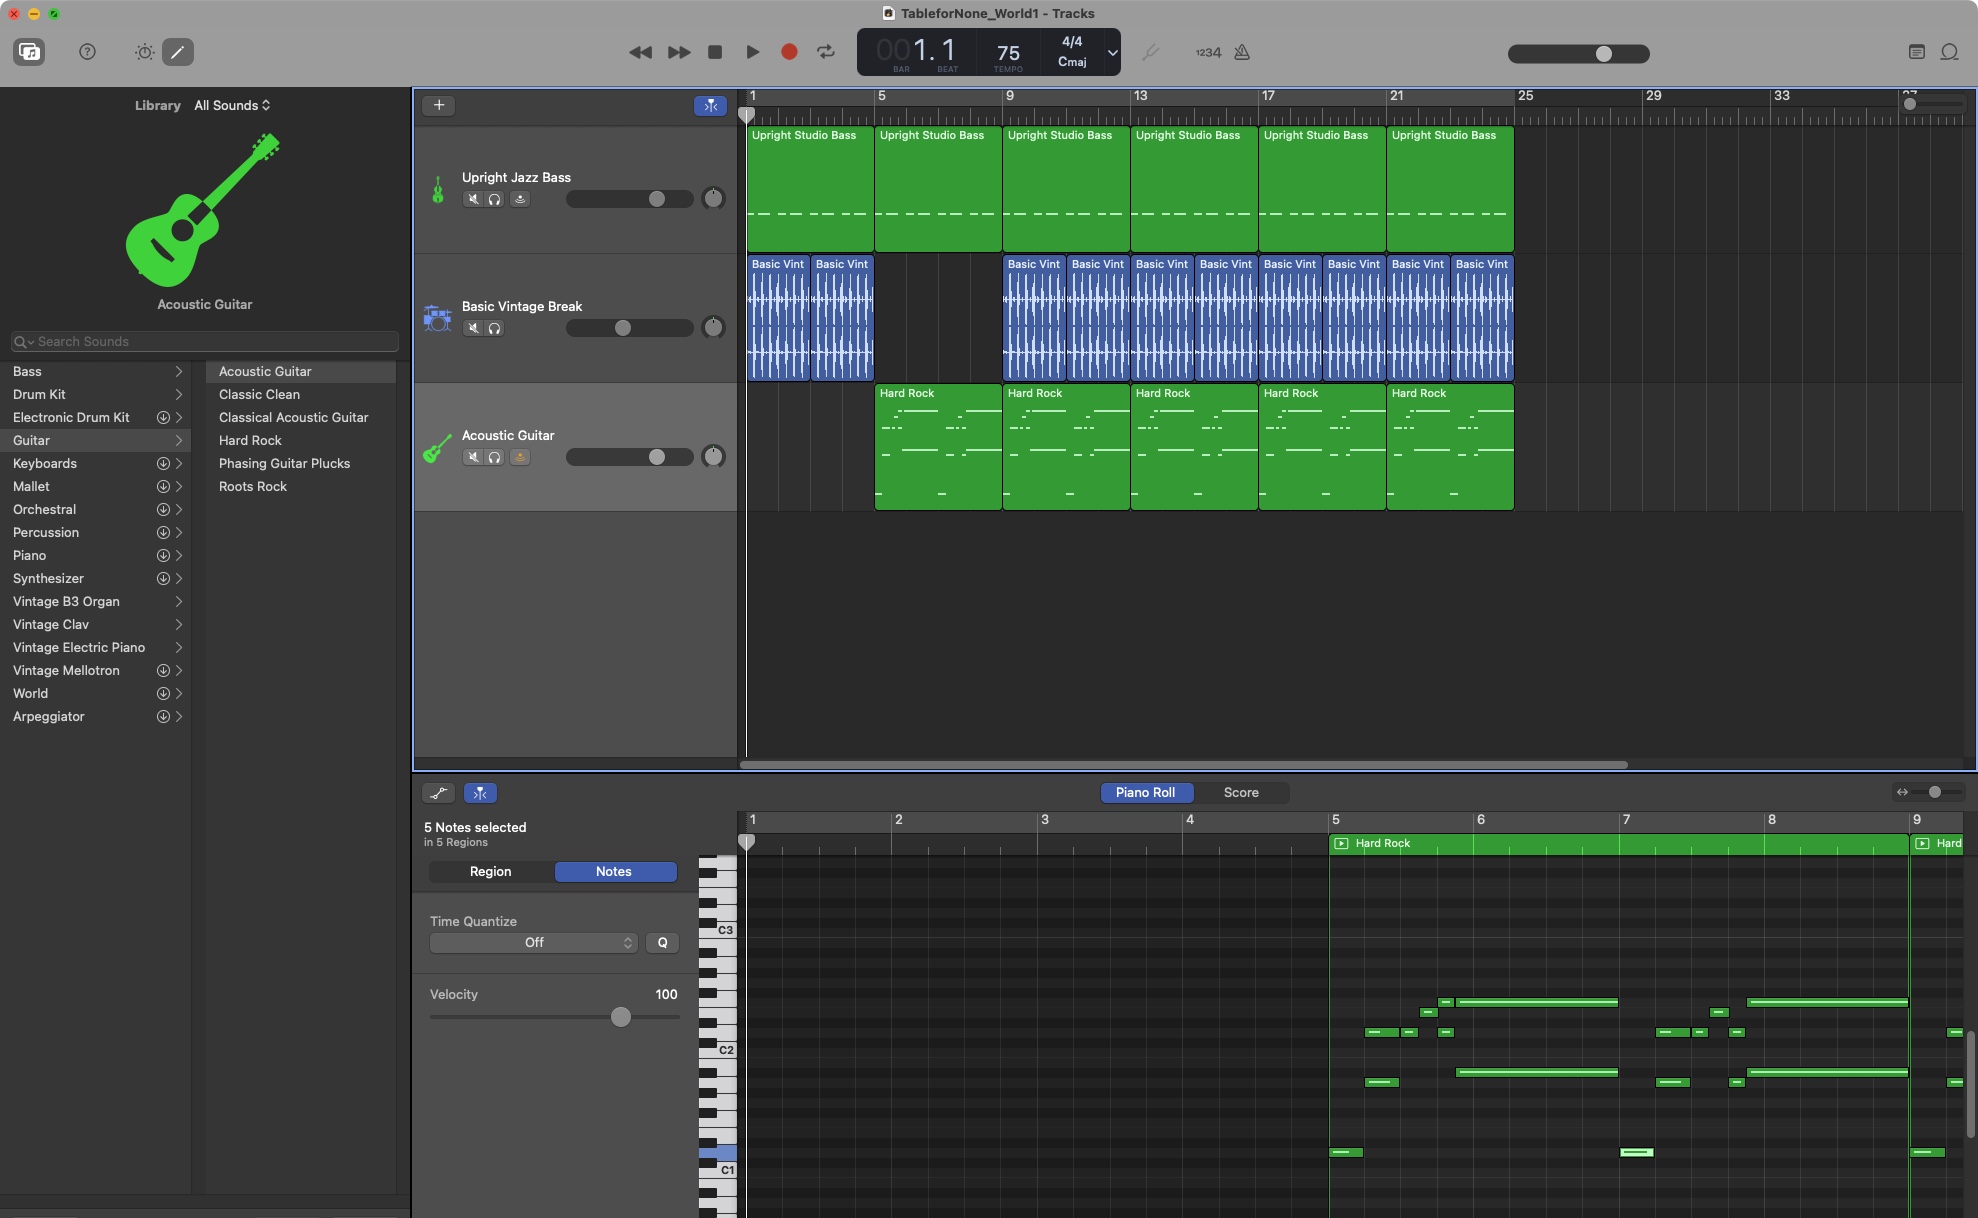 TableforNone_World1 - Tracks
001.1
BAR
BEAT
75
TEMPO
4/4
Cmaj
1234
Library
All Sounds
Acoustic Guitar
Search Sounds
Bass
Drum Kit
Electronic Drum Kit
Guitar
Keyboards
Mallet
Orchestral
Percussion
Piano
Synthesizer
Vintage B3 Organ
Vintage Clav
Vintage Electric Piano
Vintage Mellotron
World
Arpeggiator
Acoustic Guitar
Classic Clean
Classical Acoustic Guitar
Hard Rock
Phasing Guitar Plucks
Roots Rock
1 5 9 13 17 21 25 29 33
Upright Jazz Bass
Upright Studio Bass Upright Studio Bass Upright Studio Bass Upright Studio Bass Upright Studio Bass Upright Studio Bass
Basic Vintage Break
Basic Vint Basic Vint Basic Vint Basic Vint Basic Vint Basic Vint Basic Vint Basic Vint Basic Vint Basic Vint
Acoustic Guitar
Hard Rock Hard Rock Hard Rock Hard Rock Hard Rock
Piano Roll
Score
5 Notes selected
in 5 Regions
Region
Notes
Time Quantize
Off
Q
Velocity
100
1 2 3 4 5 6 7 8 9
Hard Rock
Hard
C3
C2
C1